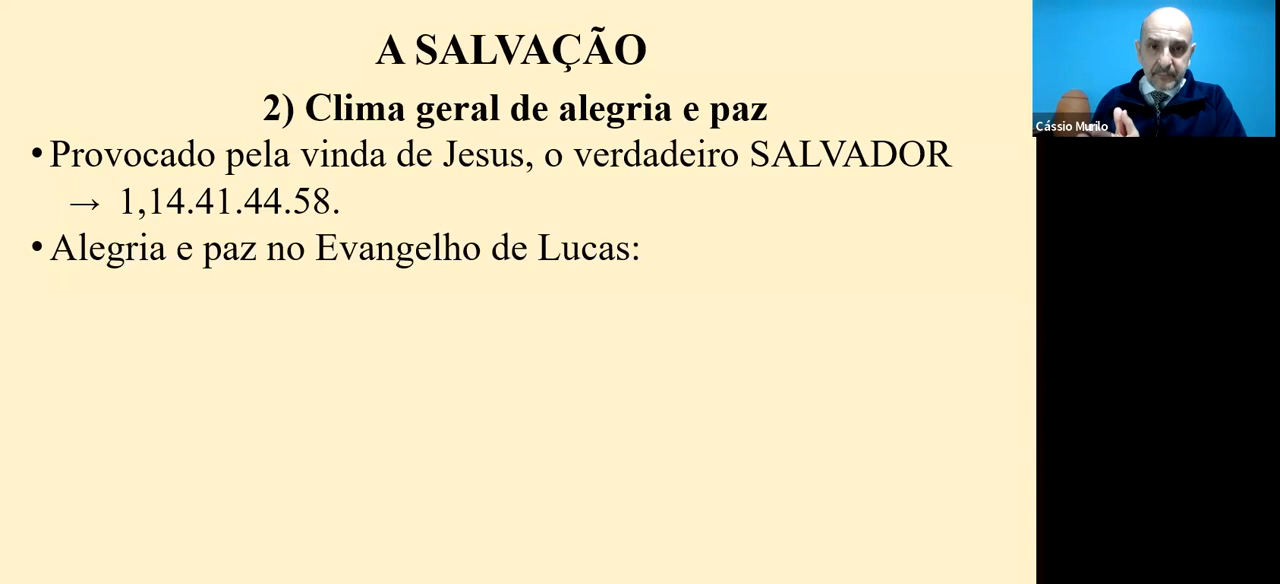 A SALVAÇÃO
2) Clima geral de alegria e paz
• Provocado pela vinda de Jesus, o verdadeiro SALVADOR
→ 1,14.41.44.58.
• Alegria e paz no Evangelho de Lucas:
Cássio Murilo